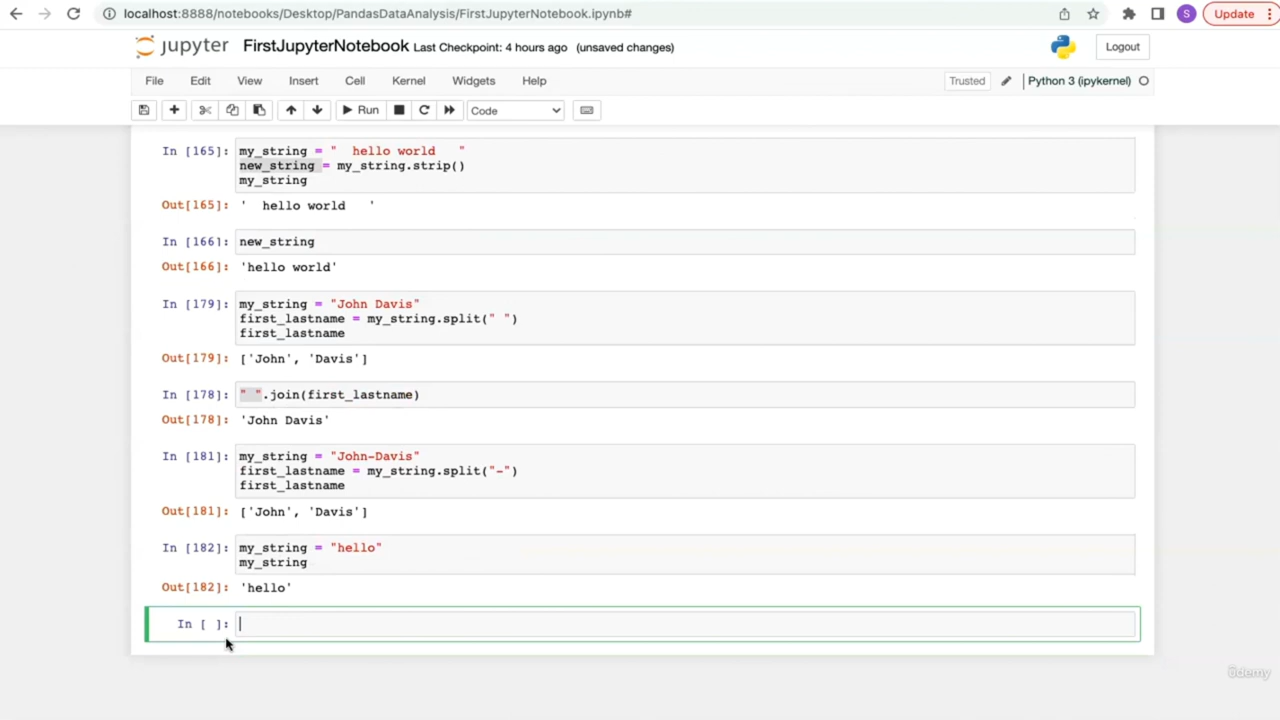 localhost:8888/notebooks/Desktop/PandasDataAnalysis/FirstJupyterNotebook.ipynb#
S
Update
jupyter FirstJupyterNotebook Last Checkpoint: 4 hours ago (unsaved changes)
Logout
File Edit View Insert Cell Kernel Widgets Help
Trusted
Python 3 (ipykernel)
Run
Code
In [165]: my_string = "  hello world   "
new_string = my_string.strip()
my_string
Out[165]: '  hello world   '
In [166]: new_string
Out[166]: 'hello world'
In [179]: my_string = "John Davis"
first_lastname = my_string.split(" ")
first_lastname
Out[179]: ['John', 'Davis']
In [178]: " ".join(first_lastname)
Out[178]: 'John Davis'
In [181]: my_string = "John-Davis"
first_lastname = my_string.split("-")
first_lastname
Out[181]: ['John', 'Davis']
In [182]: my_string = "hello"
my_string
Out[182]: 'hello'
In [ ]:
ûdemy